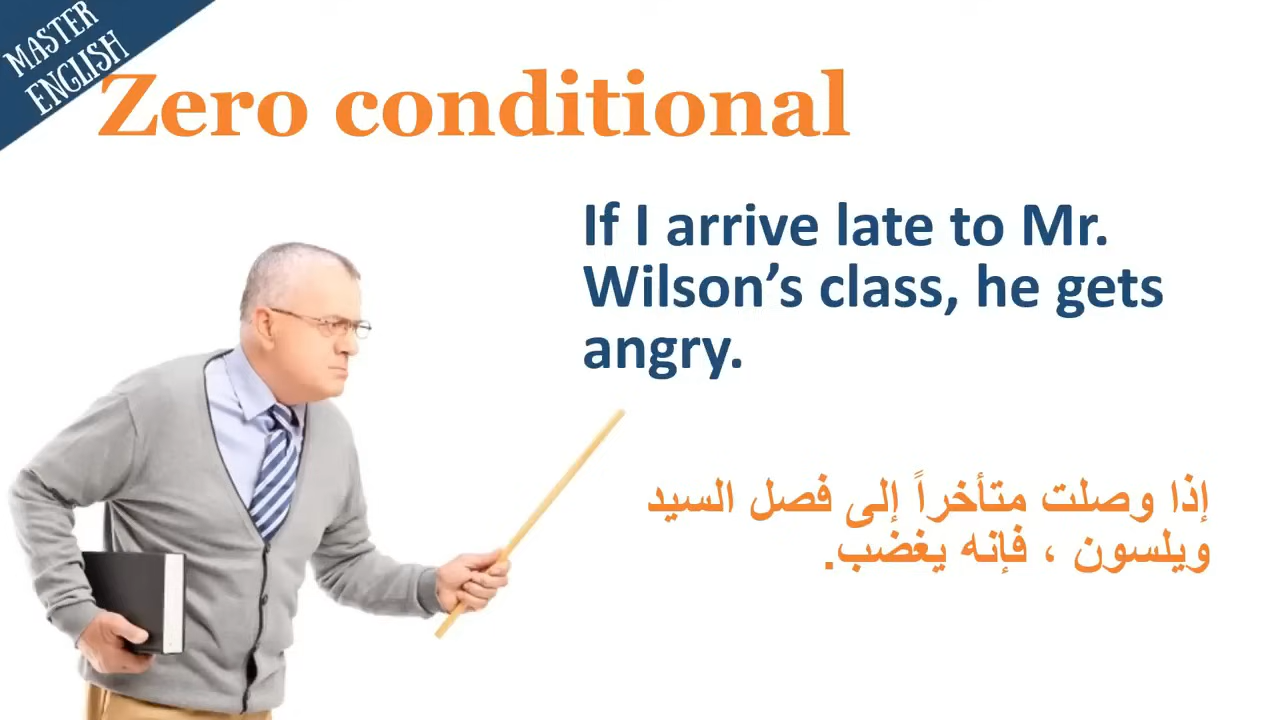 MASTER
ENGLISH
Zero conditional
If I arrive late to Mr.
Wilson’s class, he gets
angry.
إذا وصلت متأخراً إلى فصل السيد
ويلسون ، فإنه يغضب.